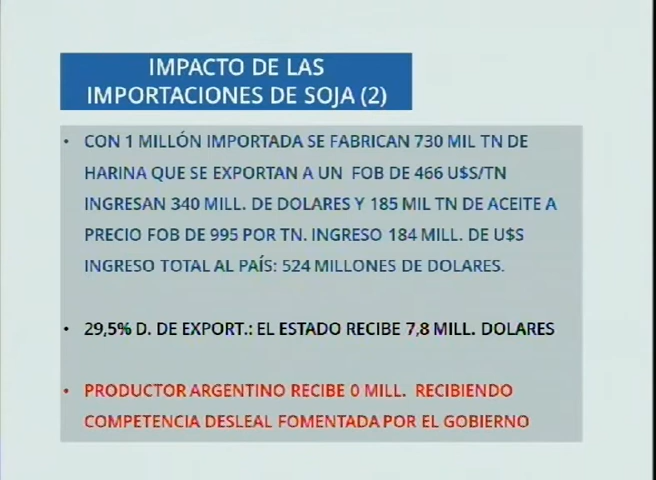 IMPACTO DE LAS
IMPORTACIONES DE SOJA (2)
• CON 1 MILLÓN IMPORTADA SE FABRICAN 730 MIL TN DE
HARINA QUE SE EXPORTAN A UN FOB DE 466 U$S/TN
INGRESAN 340 MILL. DE DOLARES Y 185 MIL TN DE ACEITE A
PRECIO FOB DE 995 POR TN. INGRESO 184 MILL. DE U$S
INGRESO TOTAL AL PAÍS: 524 MILLONES DE DOLARES.
• 29,5% D. DE EXPORT.: EL ESTADO RECIBE 7,8 MILL. DOLARES
• PRODUCTOR ARGENTINO RECIBE 0 MILL. RECIBIENDO
COMPETENCIA DESLEAL FOMENTADA POR EL GOBIERNO